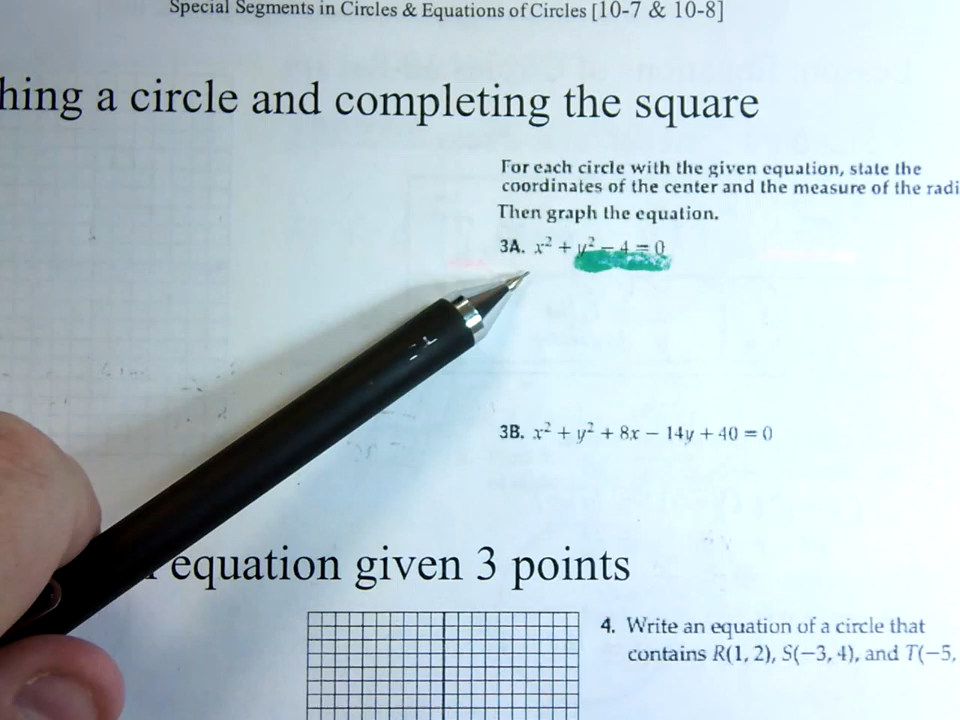 Special Segments in Circles & Equations of Circles [10-7 & 10-8]
hing a circle and completing the square
For each circle with the given equation, state the
coordinates of the center and the measure of the radi
Then graph the equation.
3A. x² + y² − 4 = 0
3B. x² + y² + 8x − 14y + 40 = 0
equation given 3 points
4. Write an equation of a circle that
contains R(1, 2), S(−3, 4), and T(−5,